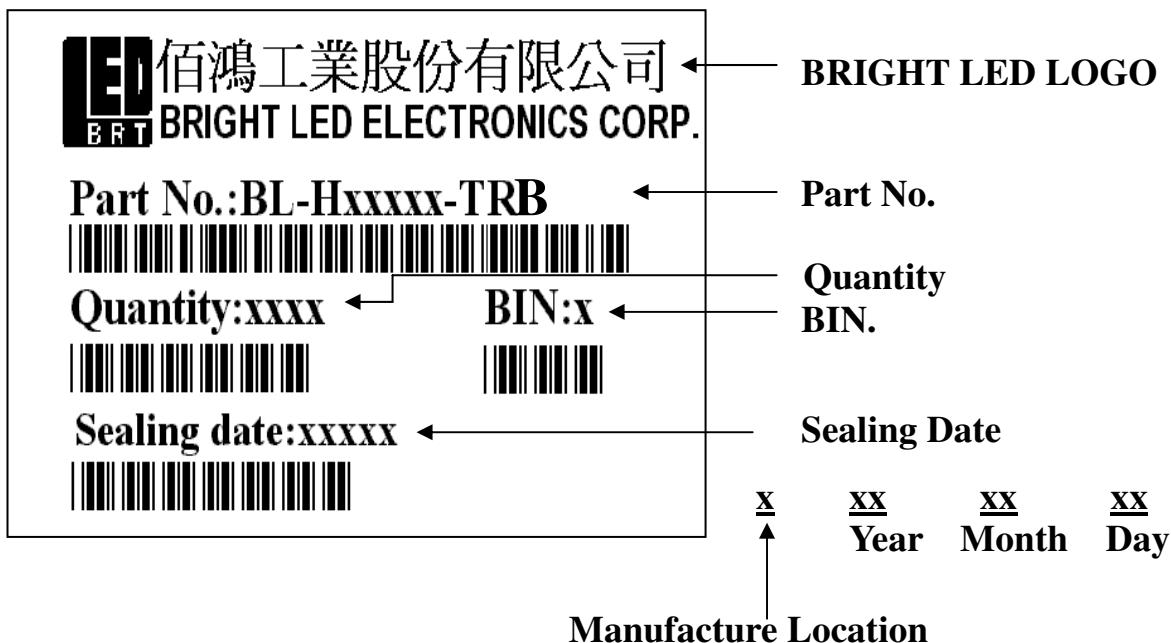 LED 佰鴻工業股份有限公司 BRIGHT LED LOGO
BRT BRIGHT LED ELECTRONICS CORP.
Part No.:BL-Hxxxxx-TRB Part No.
Quantity
Quantity:xxxx BIN:x BIN.
Sealing date:xxxxx Sealing Date
x xx xx xx
Year Month Day
Manufacture Location